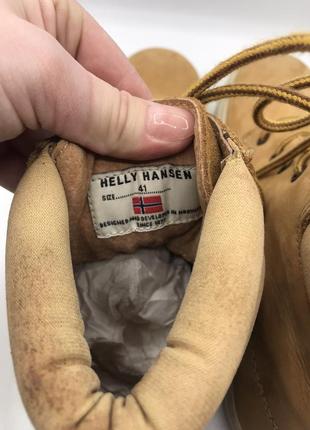 HELLY HANSEN
SIZE 41
DESIGNED AND DEVELOPED IN NORWAY
SINCE 1877